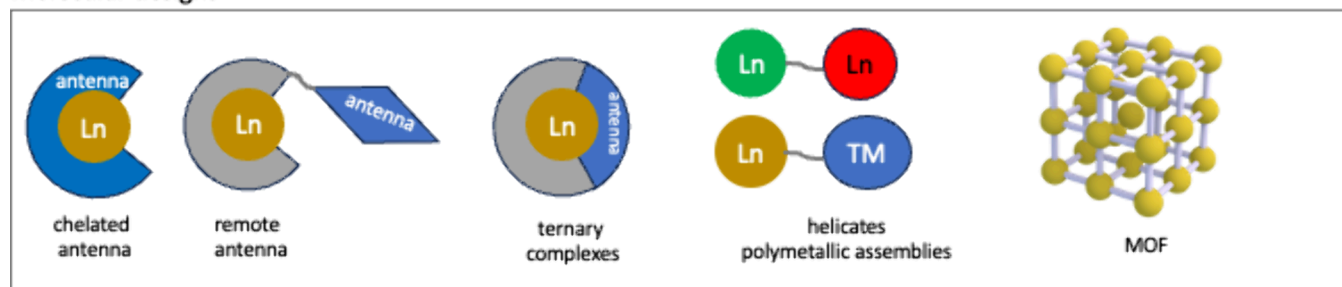 antenna
Ln
chelated
antenna
Ln
antenna
remote
antenna
Ln
antenna
ternary
complexes
Ln
Ln
Ln
TM
helicates
polymetallic assemblies
MOF